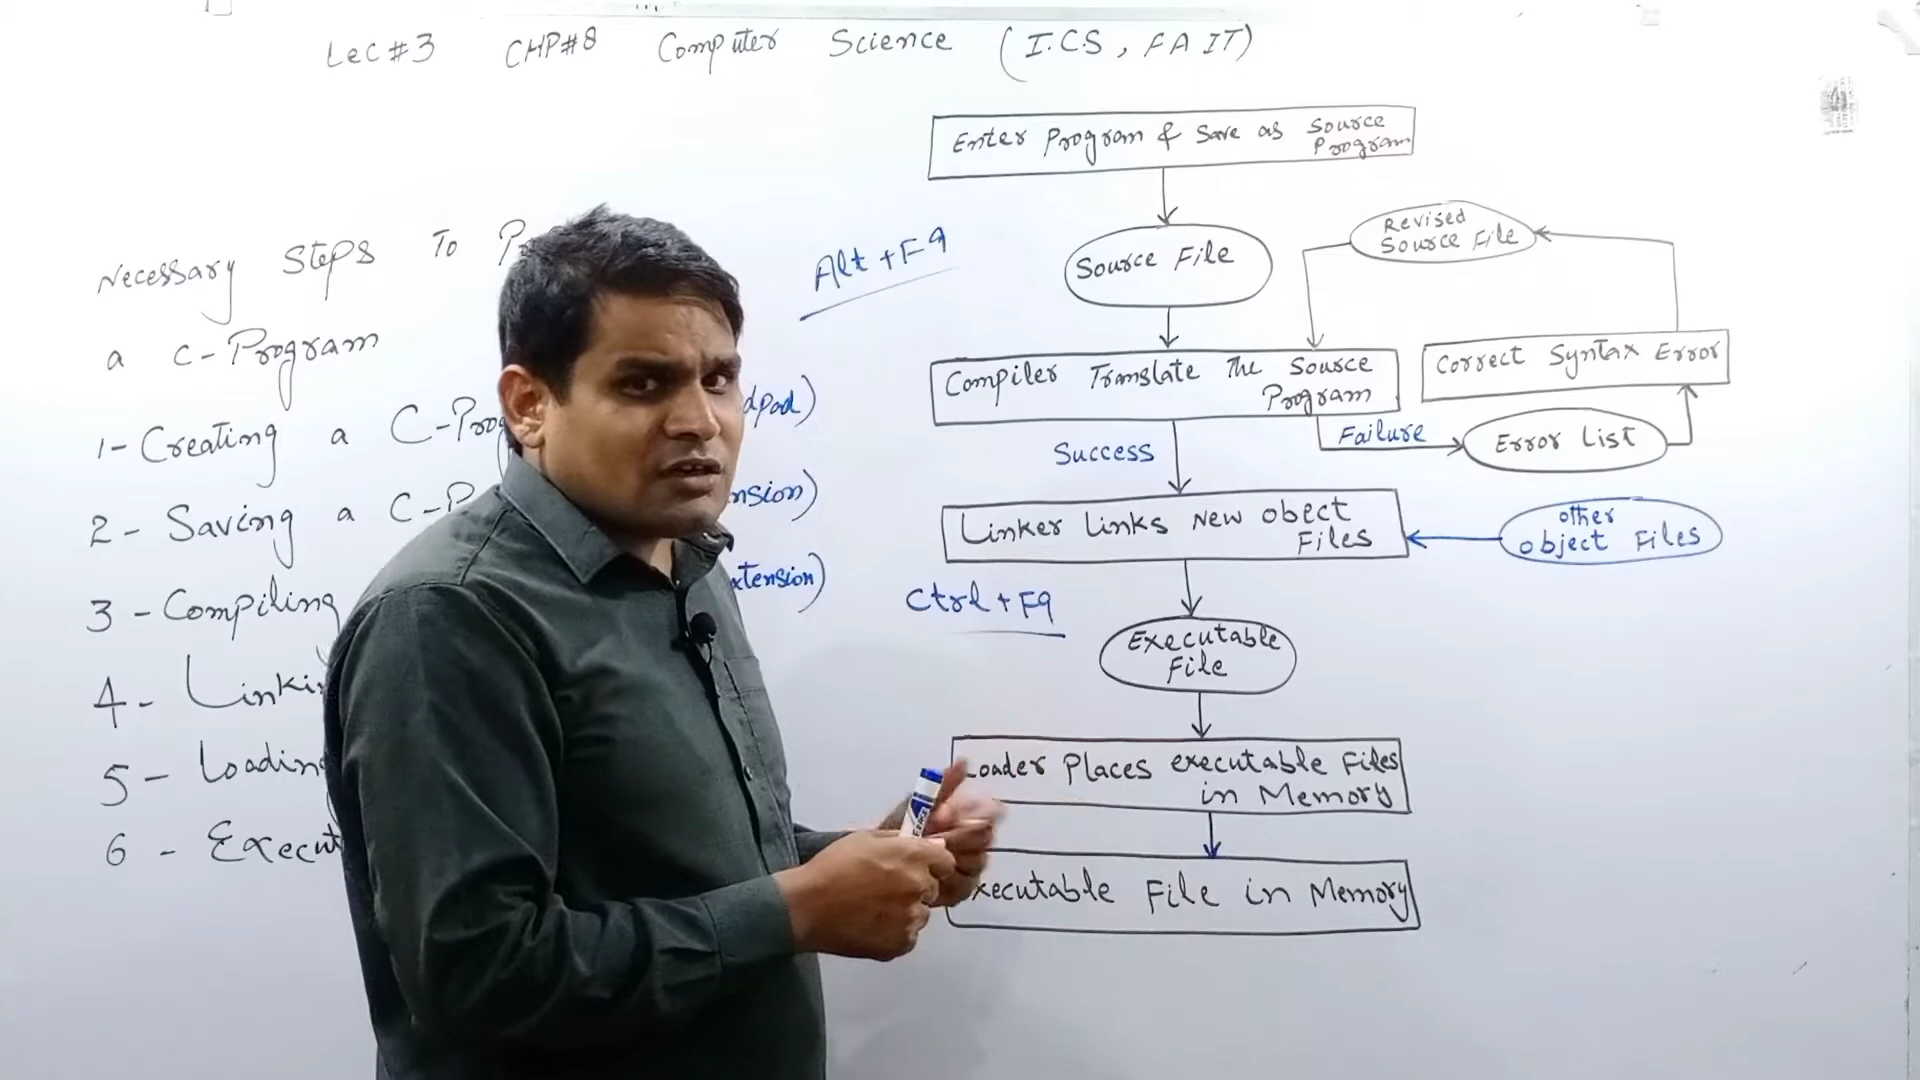 Lec#3 CHP#8 Computer Science (I.C.S, FA IT)
Necessary Steps To
a C-Program
1-Creating a C-Prog
2-Saving a C-P
3-Compiling
4-Linki
5-Loading
6-Execut
Alt+F9
Ctrl+F9
Enter Program & Save as Source
Program
Source File
Revised
Source File
Compiler Translate The Source
Program
Correct Syntax Error
Success
Failure
Error List
Linker Links New obect
Files
other
object Files
Executable
File
Loader Places executable Files
in Memory
xecutable File in Memory